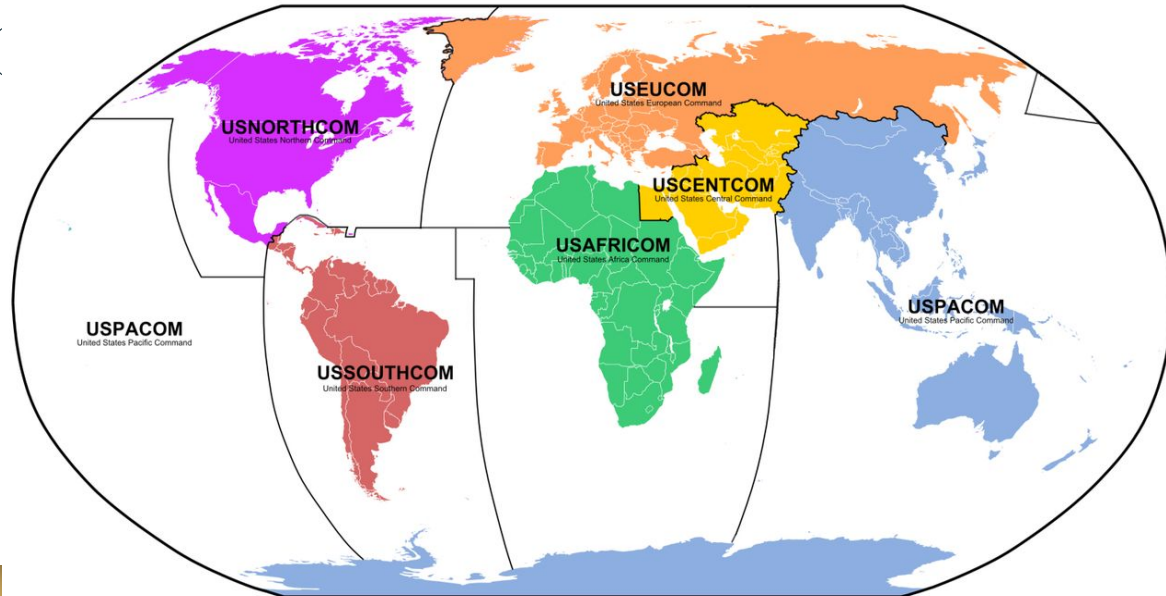 USEUCOM
United States European Command
USNORTHCOM
United States Northern Command
USCENTCOM
United States Central Command
USAFRICOM
United States Africa Command
USPACOM
United States Pacific Command
USPACOM
United States Pacific Command
USSOUTHCOM
United States Southern Command